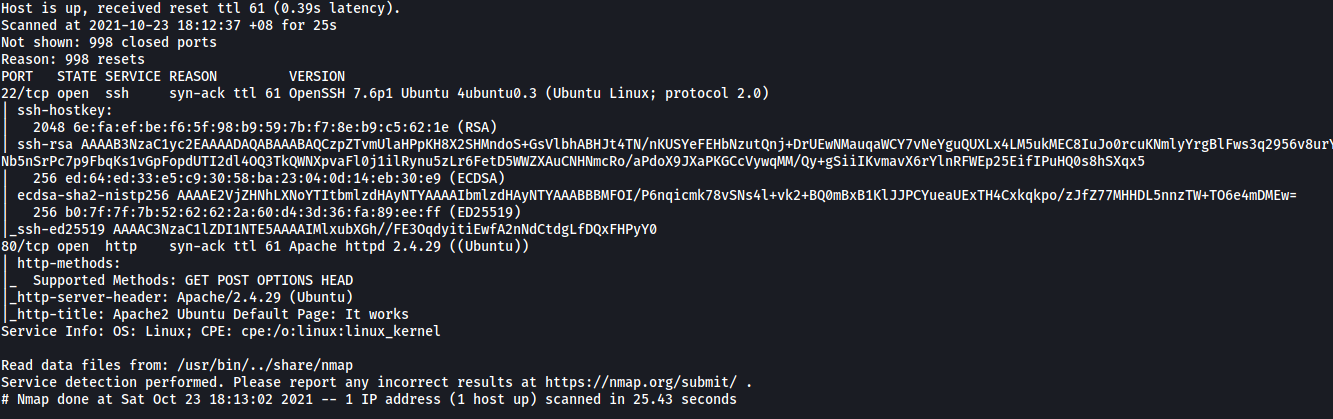 Host is up, received reset ttl 61 (0.39s latency).
Scanned at 2021-10-23 18:12:37 +08 for 25s
Not shown: 998 closed ports
Reason: 998 resets
PORT   STATE SERVICE REASON         VERSION
22/tcp open  ssh     syn-ack ttl 61 OpenSSH 7.6p1 Ubuntu 4ubuntu0.3 (Ubuntu Linux; protocol 2.0)
| ssh-hostkey:
|   2048 6e:fa:ef:be:f6:5f:98:b9:59:7b:f7:8e:b9:c5:62:1e (RSA)
| ssh-rsa AAAAB3NzaC1yc2EAAAADAQABAAABAQCzpZTvmUlaHPpKH8X2SHMndoS+GsVlbhABHJt4TN/nKUSYeFEHbNzutQnj+DrUEwNMauqaWCY7vNeYguQUXLx4LM5ukMEC8IuJo0rcuKNmlyYrgBlFws3q2956v8urY
Nb5nSrPc7p9FbqKs1vGpFopdUTI2dl4OQ3TkQWNXpvaFl0j1ilRynu5zLr6FetD5WWZXAuCNHNmcRo/aPdoX9JXaPKGCcVywqMM/Qy+gSiiIKvmavX6rYlnRFWEp25EifIPuHQ0s8hSXqx5
|   256 ed:64:ed:33:e5:c9:30:58:ba:23:04:0d:14:eb:30:e9 (ECDSA)
| ecdsa-sha2-nistp256 AAAAE2VjZHNhLXNoYTItbmlzdHAyNTYAAAAIbmlzdHAyNTYAAABBBMFOI/P6nqicmk78vSNs4l+vk2+BQ0mBxB1KlJJPCYueaUExTH4Cxkqkpo/zJfZ77MHHDL5nnzTW+TO6e4mDMEw=
|   256 b0:7f:7f:7b:52:62:62:2a:60:d4:3d:36:fa:89:ee:ff (ED25519)
|_ssh-ed25519 AAAAC3NzaC1lZDI1NTE5AAAAIMlxubXGh//FE3OqdyitiEwfA2nNdCtdgLfDQxFHPyY0
80/tcp open  http    syn-ack ttl 61 Apache httpd 2.4.29 ((Ubuntu))
| http-methods:
|_  Supported Methods: GET POST OPTIONS HEAD
|_http-server-header: Apache/2.4.29 (Ubuntu)
|_http-title: Apache2 Ubuntu Default Page: It works
Service Info: OS: Linux; CPE: cpe:/o:linux:linux_kernel

Read data files from: /usr/bin/../share/nmap
Service detection performed. Please report any incorrect results at https://nmap.org/submit/ .
# Nmap done at Sat Oct 23 18:13:02 2021 -- 1 IP address (1 host up) scanned in 25.43 seconds